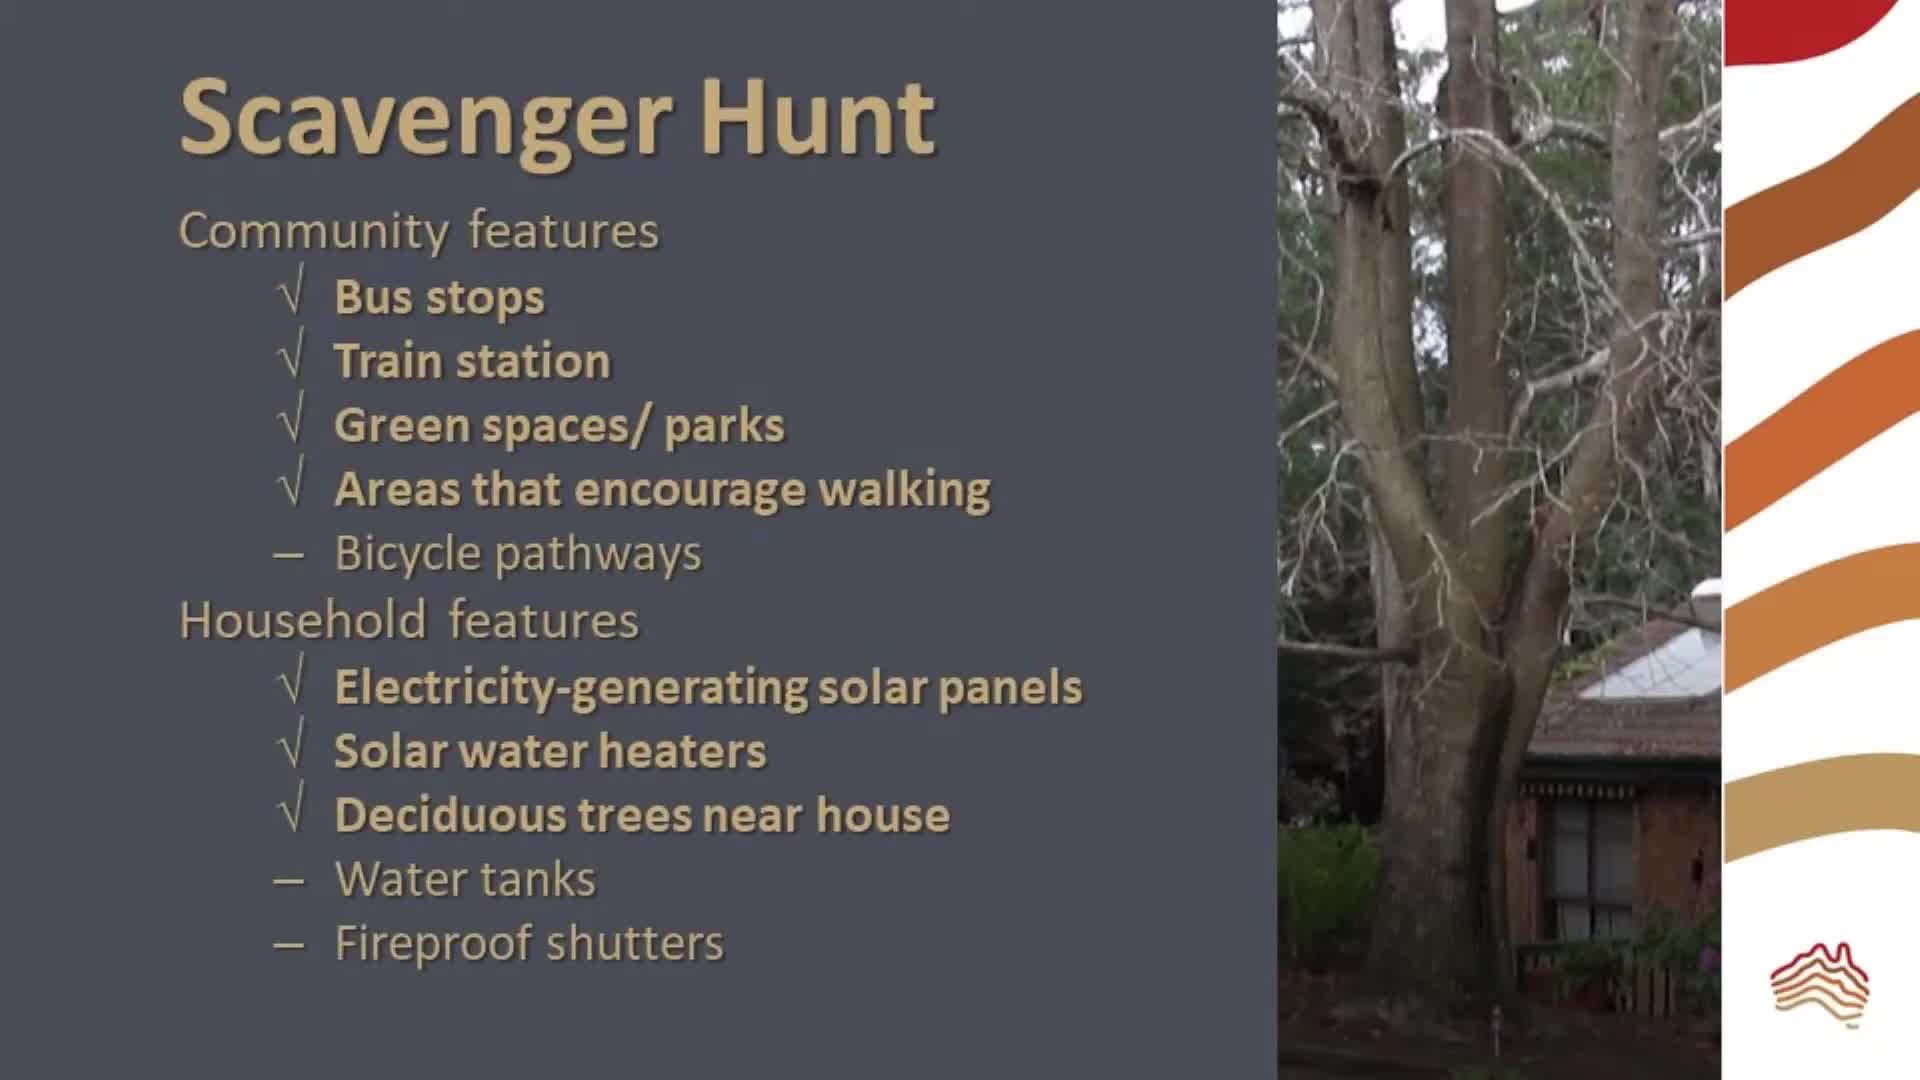 Scavenger Hunt
Community features
√ Bus stops
√ Train station
√ Green spaces/ parks
√ Areas that encourage walking
– Bicycle pathways
Household features
√ Electricity-generating solar panels
√ Solar water heaters
√ Deciduous trees near house
– Water tanks
– Fireproof shutters